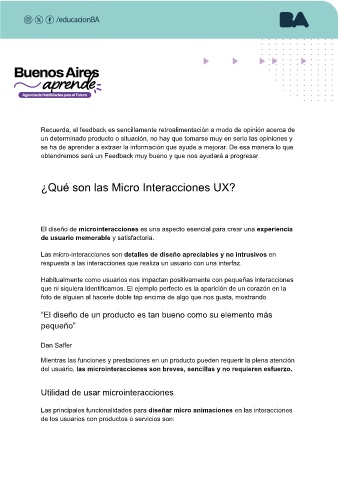 /educacionBA
BA
Buenos Aires
aprende
Agencia de Habilidades para el Futuro
Recuerda, el feedback es sencillamente retroalimentación a modo de opinión acerca de
un determinado producto o situación, no hay que tomarse muy en serio las opiniones y
se ha de aprender a extraer la información que ayude a mejorar. De esa manera lo que
obtendremos será un Feedback muy bueno y que nos ayudará a progresar.
¿Qué son las Micro Interacciones UX?
El diseño de microinteracciones es una aspecto esencial para crear una experiencia
de usuario memorable y satisfactoria.
Las micro-interacciones son detalles de diseño apreciables y no intrusivos en
respuesta a las interacciones que realiza un usuario con una interfaz.
Habitualmente como usuarios nos impactan positivamente con pequeñas interacciones
que ni siquiera identificamos. El ejemplo perfecto es la aparición de un corazón en la
foto de alguien al hacerle doble tap encima de algo que nos gusta, mostrando
"El diseño de un producto es tan bueno como su elemento más
pequeño"
Dan Saffer
Mientras las funciones y prestaciones en un producto pueden requerir la plena atención
del usuario, las microinteracciones son breves, sencillas y no requieren esfuerzo.
Utilidad de usar microinteracciones
Las principales funcionalidades para diseñar micro animaciones en las interacciones
de los usuarios con productos o servicios son: